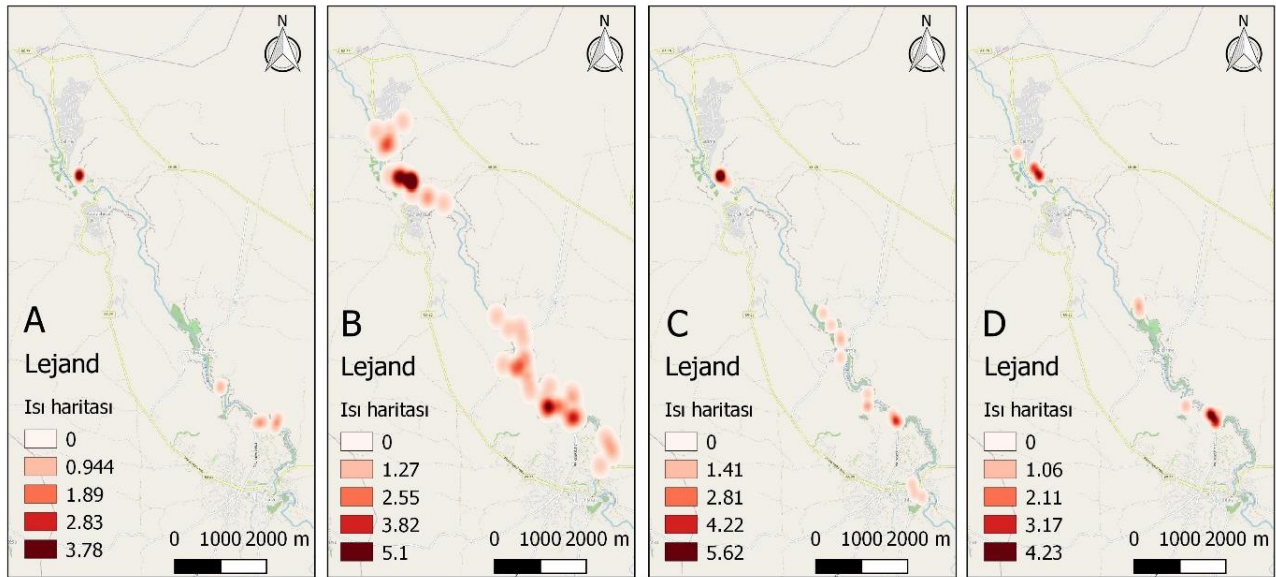 N
A
Lejand
Isı haritası
0
0.944
1.89
2.83
3.78
0 1000 2000 m
N
B
Lejand
Isı haritası
0
1.27
2.55
3.82
5.1
0 1000 2000 m
N
C
Lejand
Isı haritası
0
1.41
2.81
4.22
5.62
0 1000 2000 m
N
D
Lejand
Isı haritası
0
1.06
2.11
3.17
4.23
0 1000 2000 m